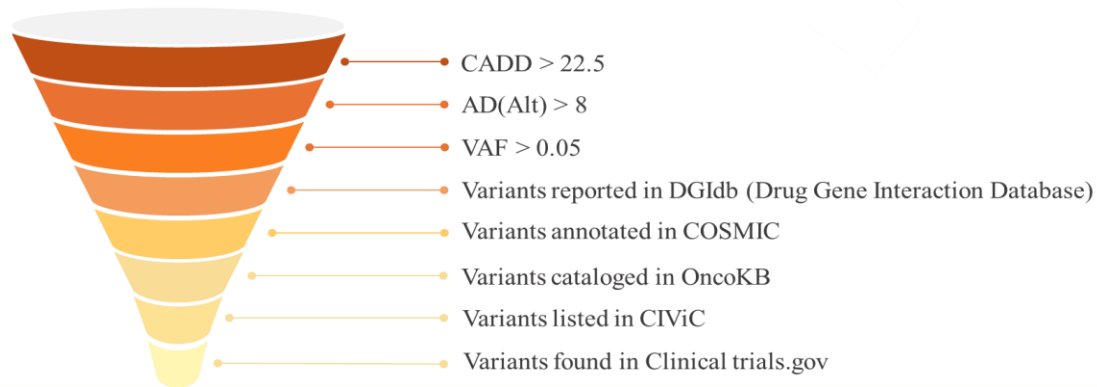 CADD > 22.5
AD(Alt) > 8
VAF > 0.05
Variants reported in DGIdb (Drug Gene Interaction Database)
Variants annotated in COSMIC
Variants cataloged in OncoKB
Variants listed in CIViC
Variants found in Clinical trials.gov